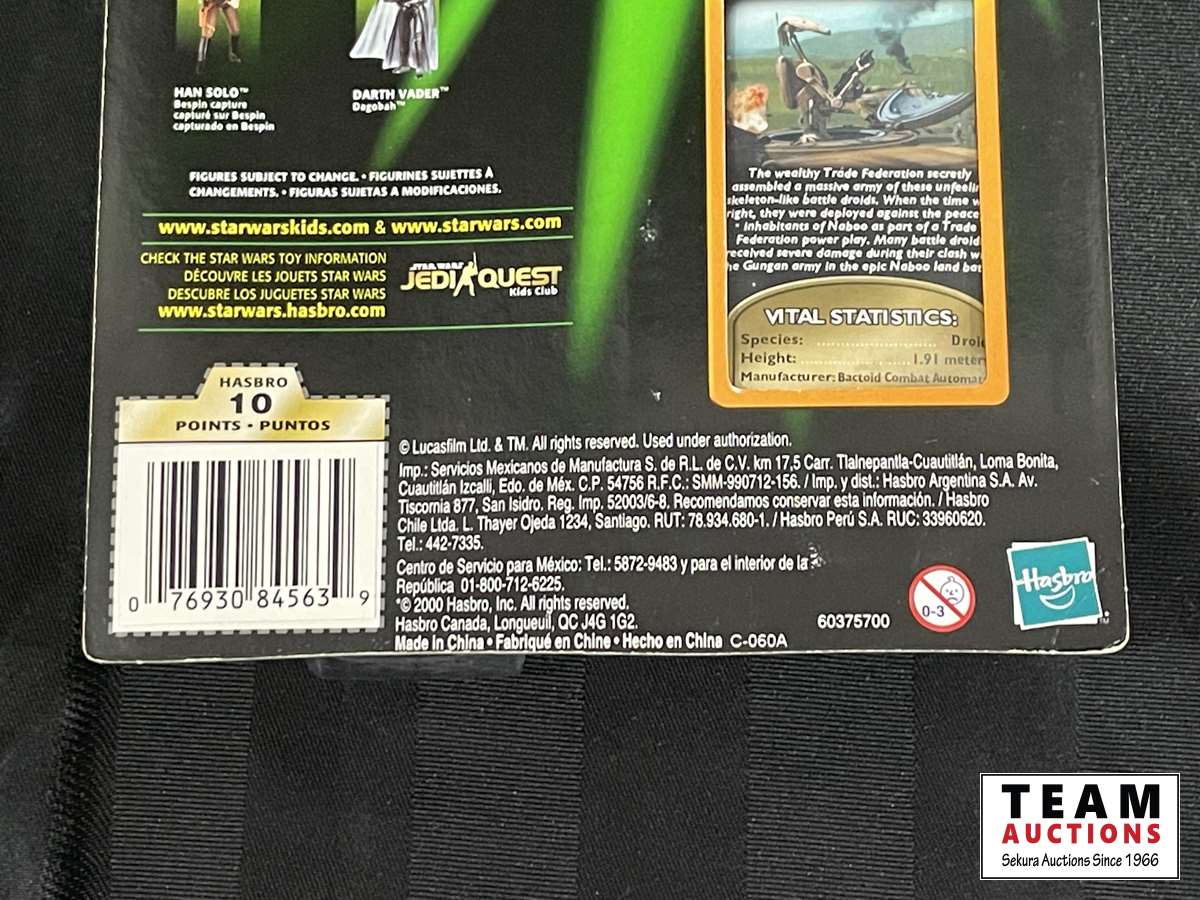 HAN SOLO™
Bespin capture
capturé sur Bespin
capturado en Bespin
DARTH VADER™
Dagobah™
FIGURES SUBJECT TO CHANGE. • FIGURINES SUJETTES À
CHANGEMENTS. • FIGURAS SUJETAS A MODIFICACIONES.
www.starwarskids.com & www.starwars.com
CHECK THE STAR WARS TOY INFORMATION
DÉCOUVRE LES JOUETS STAR WARS
DESCUBRE LOS JUGUETES STAR WARS
www.starwars.hasbro.com
STAR WARS
JEDI QUEST
Kids Club
The wealthy Trade Federation secretly
assembled a massive army of these
skeleton-like battle droids. When the time
right, they were deployed against the
inhabitants of Naboo as part of a Trade
Federation power play. Many battle
received severe damage during their clash
Gungan army in the epic Naboo land
VITAL STATISTICS:
Species:
Height: 1.91
Manufacturer: Bactoid Combat
HASBRO
10
POINTS • PUNTOS
0 76930 84563 9
© Lucasfilm Ltd. & TM. All rights reserved. Used under authorization.
Imp.: Servicios Mexicanos de Manufactura S. de R.L. de C.V. km 17,5 Carr. Tlalnepantla-Cuautitlán, Loma Bonita,
Cuautitlán Izcalli, Edo. de Méx. C.P. 54756 R.F.C.: SMM-990712-156. / Imp. y dist.: Hasbro Argentina S.A. Av.
Tiscornia 877, San Isidro. Reg. Imp. 52003/6-8. Recomendamos conservar esta información. / Hasbro
Chile Ltda. L. Thayer Ojeda 1234, Santiago. RUT: 78.934.680-1. / Hasbro Perú S.A. RUC: 33960620.
Tel.: 442-7335.
Centro de Servicio para México: Tel.: 5872-9483 y para el interior de la
República 01-800-712-6225.
*© 2000 Hasbro, Inc. All rights reserved.
Hasbro Canada, Longueuil, QC J4G 1G2.
Made in China • Fabriqué en Chine • Hecho en China C-060A
60375700
0-3
Hasbro™
TEAM
AUCTIONS
Sekura Auctions Since 1966